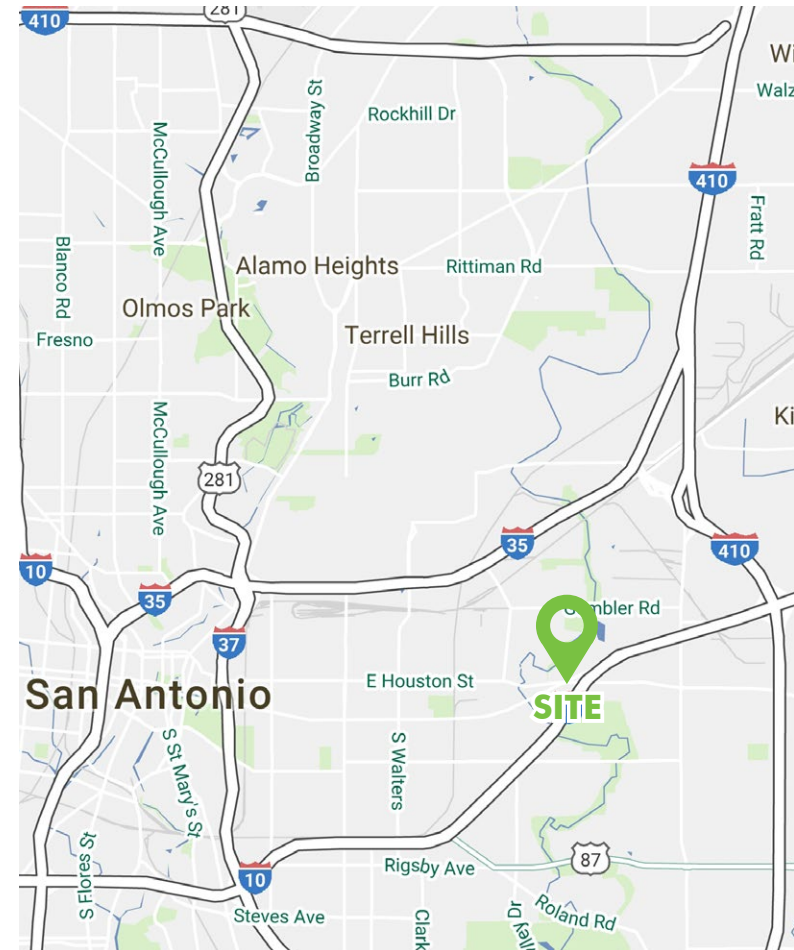 281
410
Wi
Walz
Rockhill Dr
Broadway St
McCullough Ave
410
Fratt Rd
Blanco Rd
Alamo Heights
Rittiman Rd
Olmos Park
Fresno
Terrell Hills
Burr Rd
McCullough Ave
Ki
281
35
410
10
35
37
Gambler Rd
E Houston St
San Antonio
SITE
S St Mary's St
S Walters
S Flores St
87
Rigsby Ave
10
Steves Ave
Clark
Roland Rd